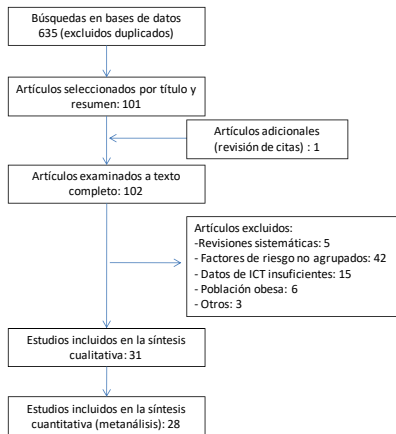 Búsquedas en bases de datos
635 (excluidos duplicados)
Artículos seleccionados por título y
resumen: 101
Artículos adicionales
(revisión de citas) : 1
Artículos examinados a texto
completo: 102
Artículos excluidos:
-Revisiones sistemáticas: 5
- Factores de riesgo no agrupados: 42
- Datos de ICT insuficientes: 15
- Población obesa: 6
- Otros: 3
Estudios incluidos en la síntesis
cualitativa: 31
Estudios incluidos en la síntesis
cuantitativa (metanálisis): 28